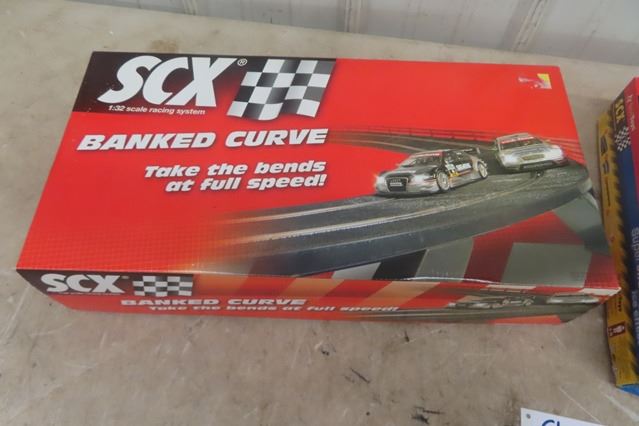 SCX®
1:32 scale racing system
BANKED CURVE
Take the bends
at full speed!
SCX
BANKED CURVE
Take the bends at full speed!
SCX